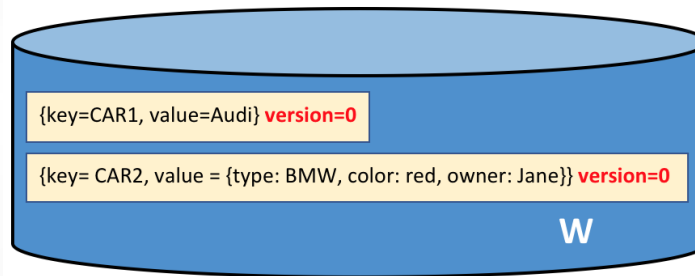 {key=CAR1, value=Audi} version=0
{key= CAR2, value = {type: BMW, color: red, owner: Jane}} version=0
W